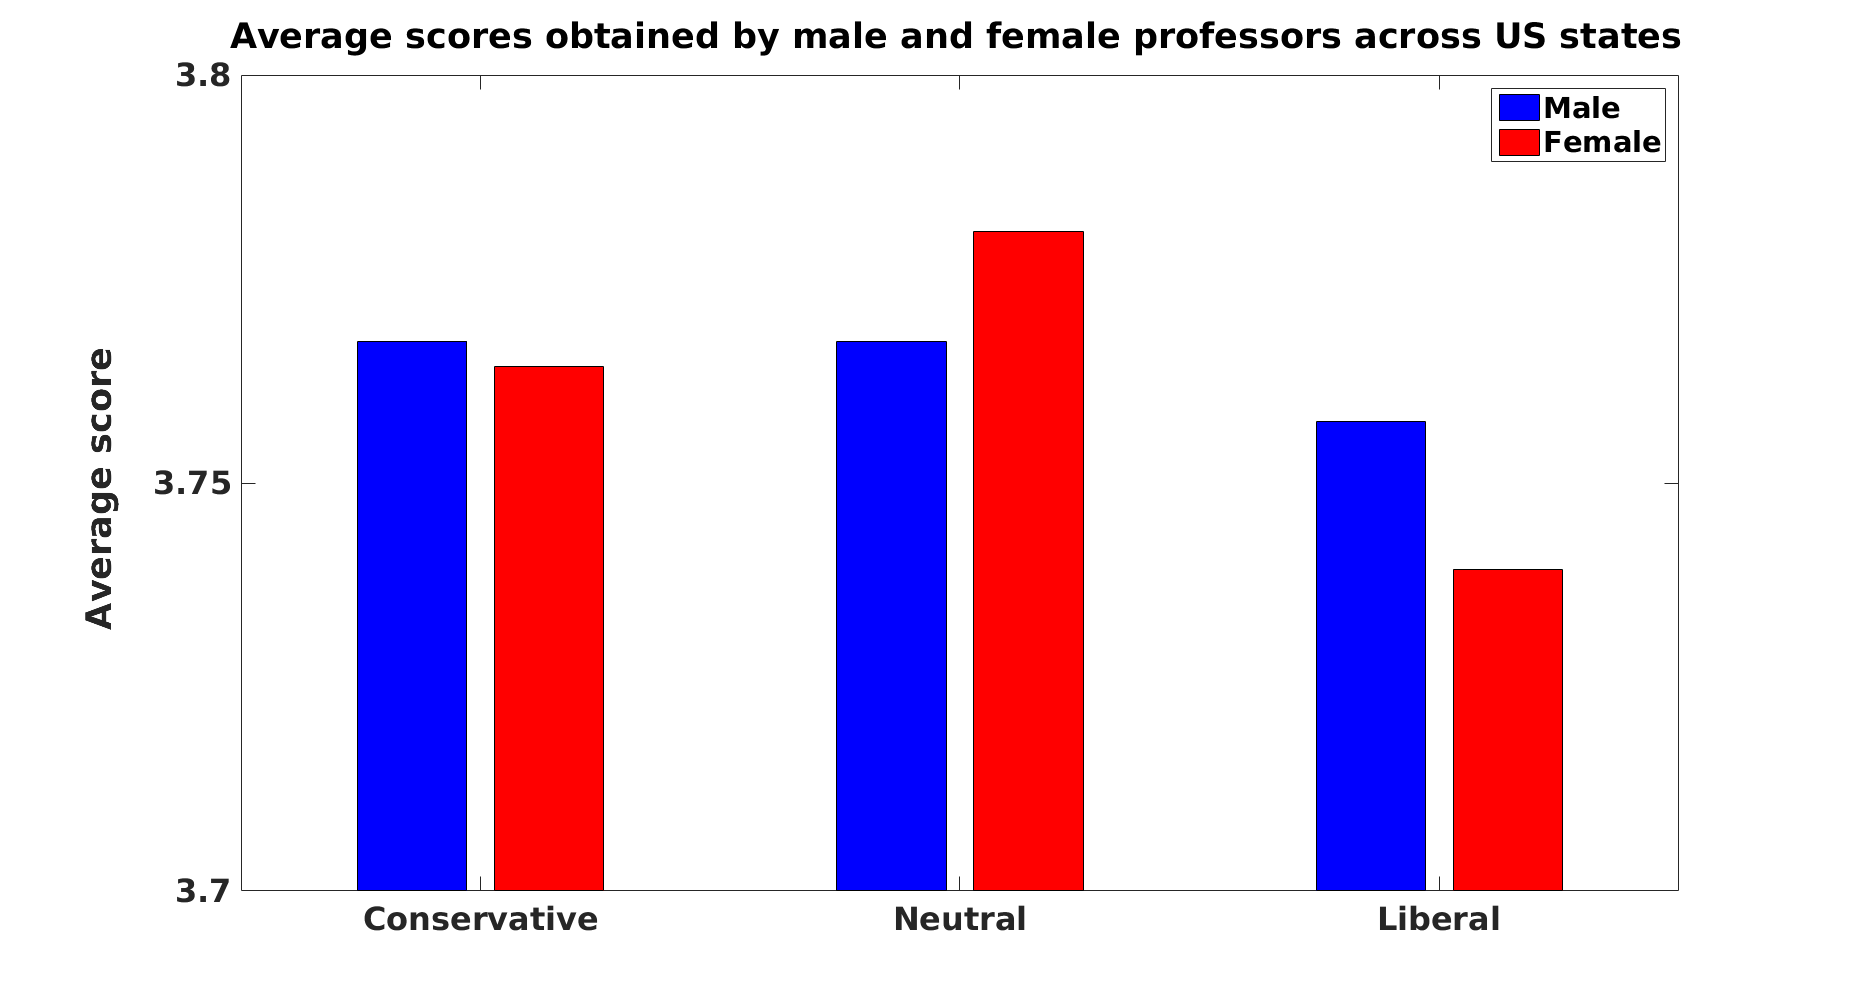 Average scores obtained by male and female professors across US states
3.8
Male
Female
3.75
3.7
Average score
Conservative
Neutral
Liberal